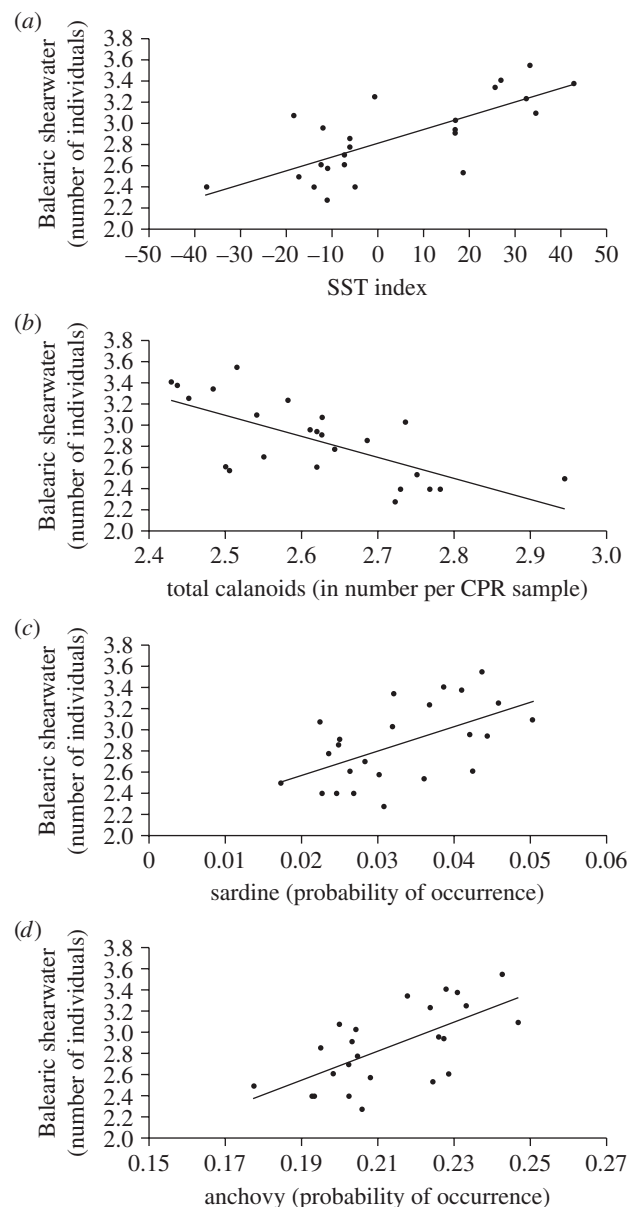 (a)
Balearic shearwater
(number of individuals)
3.8
3.6
3.4
3.2
3.0
2.8
2.6
2.4
2.2
2.0
–50 –40 –30 –20 –10 0 10 20 30 40 50
SST index
(b)
Balearic shearwater
(number of individuals)
3.8
3.6
3.4
3.2
3.0
2.8
2.6
2.4
2.2
2.0
2.4 2.5 2.6 2.7 2.8 2.9 3.0
total calanoids (in number per CPR sample)
(c)
Balearic shearwater
(number of individuals)
3.8
3.6
3.4
3.2
3.0
2.8
2.6
2.4
2.2
2.0
0 0.01 0.02 0.03 0.04 0.05 0.06
sardine (probability of occurrence)
(d)
Balearic shearwater
(number of individuals)
3.8
3.6
3.4
3.2
3.0
2.8
2.6
2.4
2.2
2.0
0.15 0.17 0.19 0.21 0.23 0.25 0.27
anchovy (probability of occurrence)